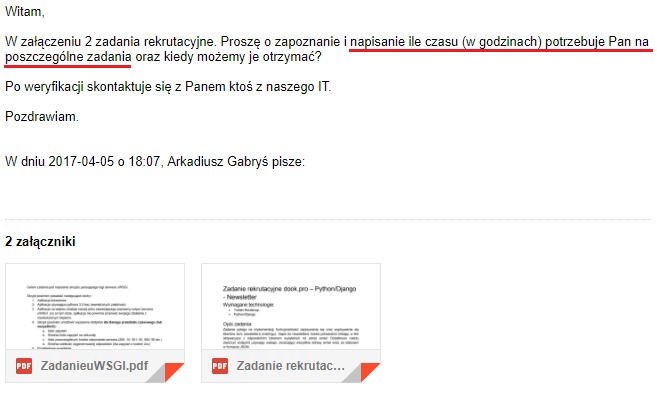 Witam,
W załączeniu 2 zadania rekrutacyjne. Proszę o zapoznanie i napisanie ile czasu (w godzinach) potrzebuje Pan na
poszczególne zadania oraz kiedy możemy je otrzymać?
Po weryfikacji skontaktuje się z Panem ktoś z naszego IT.
Pozdrawiam.
W dniu 2017-04-05 o 18:07, Arkadiusz Gabryś pisze:
2 załączniki
Zadanie rekrutacyjne dook.pro – Python/Django
- Newsletter
Wymagane technologie:
Opis zadania
PDF ZadanieuWSGI.pdf
PDF Zadanie rekrutac...